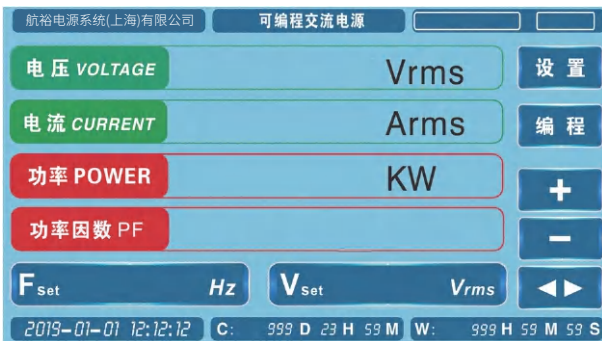 航裕电源系统(上海)有限公司 可编程交流电源
电压 VOLTAGE Vrms 设置
电流 CURRENT Arms 编程
功率 POWER KW +
功率因数 PF −
Fset Hz Vset Vrms ◀▶
2019-01-01 12:12:12 C: 999 D 23 H 59 M W: 999 H 59 M 59 S